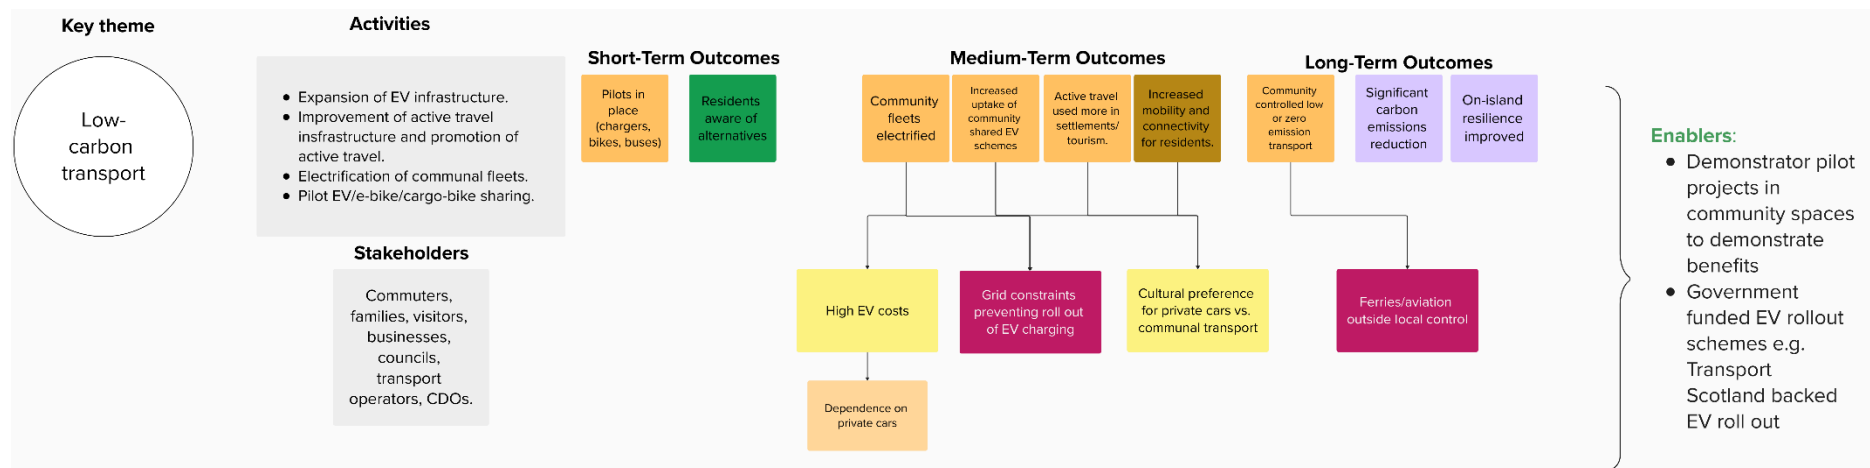 Key theme
Low-
carbon
transport
Activities
● Expansion of EV infrastructure.
● Improvement of active travel
insfrastructure and promotion of
active travel.
● Electrification of communal fleets.
● Pilot EV/e-bike/cargo-bike sharing.
Stakeholders
Commuters,
families, visitors,
businesses,
councils,
transport
operators, CDOs.
Short-Term Outcomes
Pilots in
place
(chargers,
bikes, buses)
Residents
aware of
alternatives
Medium-Term Outcomes
Community
fleets
electrified
Increased
uptake of
community
shared EV
schemes
Active travel
used more in
settlements/
tourism.
Increased
mobility and
connectivity
for residents.
Long-Term Outcomes
Community
controlled low
or zero
emission
transport
Significant
carbon
emissions
reduction
On-island
resilience
improved
High EV costs
Grid constraints
preventing roll out
of EV charging
Cultural preference
for private cars vs.
communal transport
Ferries/aviation
outside local control
Dependence on
private cars
Enablers:
● Demonstrator pilot
projects in
community spaces
to demonstrate
benefits
● Government
funded EV rollout
schemes e.g.
Transport
Scotland backed
EV roll out